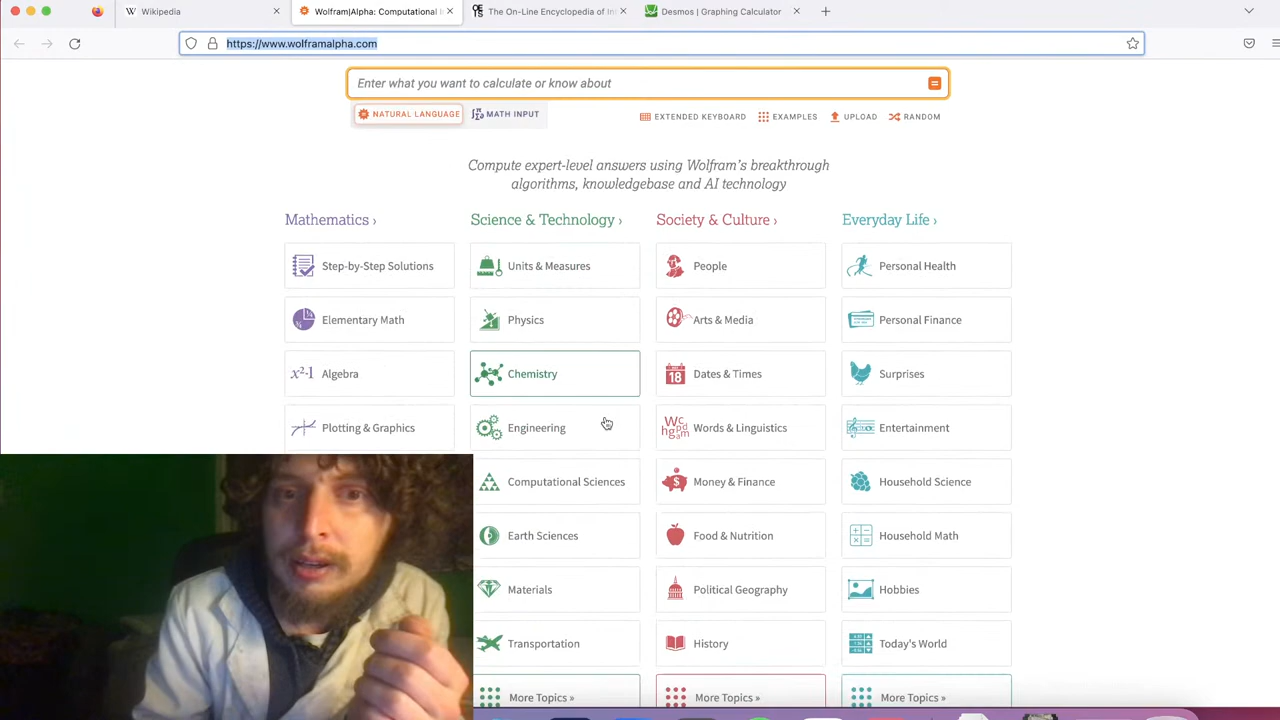 Wikipedia
Wolfram|Alpha: Computational I
The On-Line Encyclopedia of In
Desmos | Graphing Calculator
https://www.wolframalpha.com
Enter what you want to calculate or know about
NATURAL LANGUAGE
MATH INPUT
EXTENDED KEYBOARD
EXAMPLES
UPLOAD
RANDOM
Compute expert-level answers using Wolfram's breakthrough
algorithms, knowledgebase and AI technology
Mathematics ›
Step-by-Step Solutions
Elementary Math
x²-1 Algebra
Plotting & Graphics
Science & Technology ›
Units & Measures
Physics
Chemistry
Engineering
Computational Sciences
Earth Sciences
Materials
Transportation
More Topics »
Society & Culture ›
People
Arts & Media
18 Dates & Times
Words & Linguistics
Money & Finance
Food & Nutrition
Political Geography
History
More Topics »
Everyday Life ›
Personal Health
Personal Finance
Surprises
Entertainment
Household Science
Household Math
Hobbies
Today's World
More Topics »